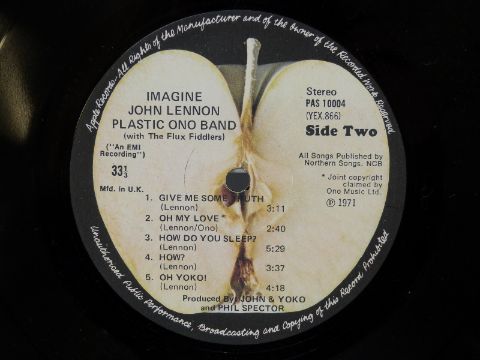 Apple Records-All Rights of the Manufacturer and of the owner of the Recorded Work Reserved
IMAGINE
JOHN LENNON
PLASTIC ONO BAND
(with The Flux Fiddlers)
("An EMI
Recording")
33⅓
Mfd. in U.K.
Stereo
PAS 10004
(YEX.866)
Side Two
All Songs Published by
Northern Songs. NCB
* Joint copyright
claimed by
Ono Music Ltd.
℗ 1971
1. GIVE ME SOME TRUTH
(Lennon) 3:11
2. OH MY LOVE *
(Lennon/Ono) 2:40
3. HOW DO YOU SLEEP?
(Lennon) 5:29
4. HOW?
(Lennon) 3:37
5. OH YOKO!
(Lennon) 4:18
Produced By: JOHN & YOKO
and PHIL SPECTOR
Unauthorised Public Performance, Broadcasting and Copying of this Record Prohibited